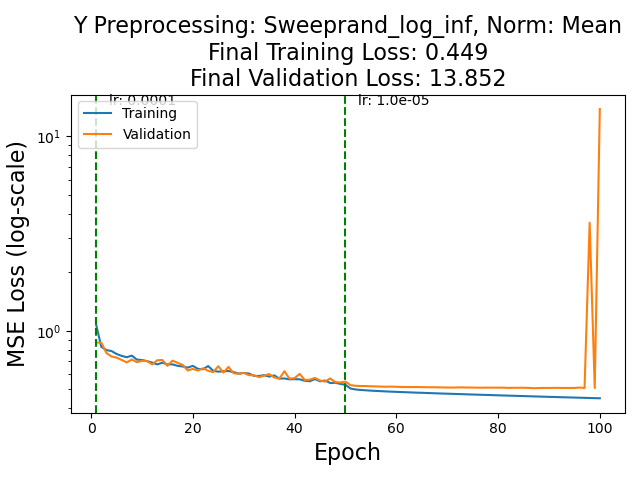 Y Preprocessing: Sweeprand_log_inf, Norm: Mean
Final Training Loss: 0.449
Final Validation Loss: 13.852
lr: 0.0001
lr: 1.0e-05
Training
Validation
MSE Loss (log-scale)
10¹
10⁰
0 20 40 60 80 100
Epoch